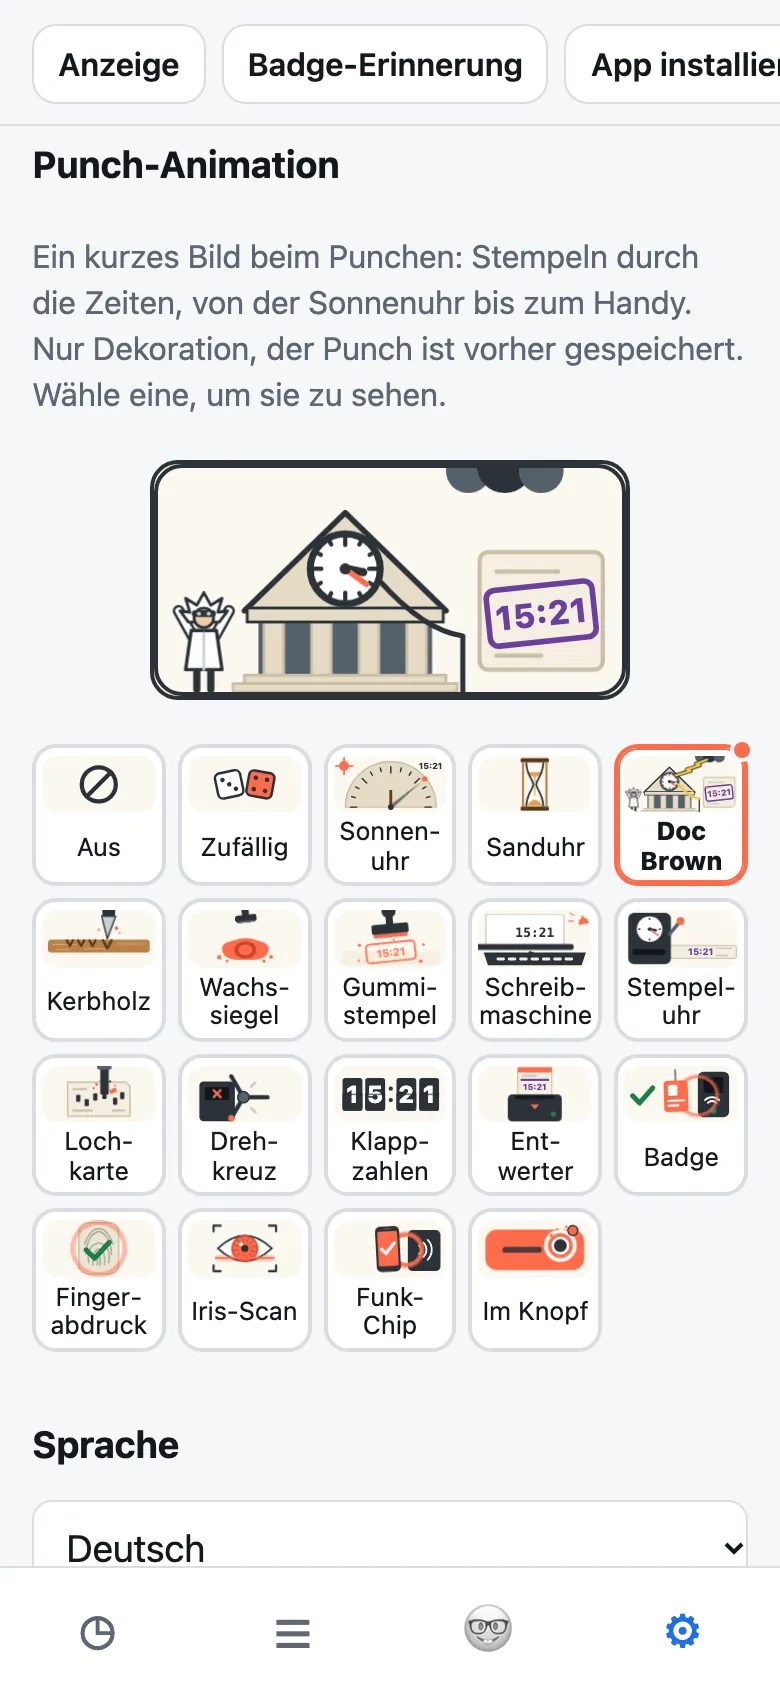 Anzeige
Badge-Erinnerung
App installier
Punch-Animation
Ein kurzes Bild beim Punchen: Stempeln durch
die Zeiten, von der Sonnenuhr bis zum Handy.
Nur Dekoration, der Punch ist vorher gespeichert.
Wähle eine, um sie zu sehen.
15:21
Aus
Zufällig
15:21
Sonnen-
uhr
Sanduhr
15:21
Doc
Brown
Kerbholz
Wachs-
siegel
15:21
Gummi-
stempel
15:21
Schreib-
maschine
15:21
Stempel-
uhr
Loch-
karte
Dreh-
kreuz
15:21
Klapp-
zahlen
15:21
Ent-
werter
Badge
Finger-
abdruck
Iris-Scan
Funk-
Chip
Im Knopf
Sprache
Deutsch